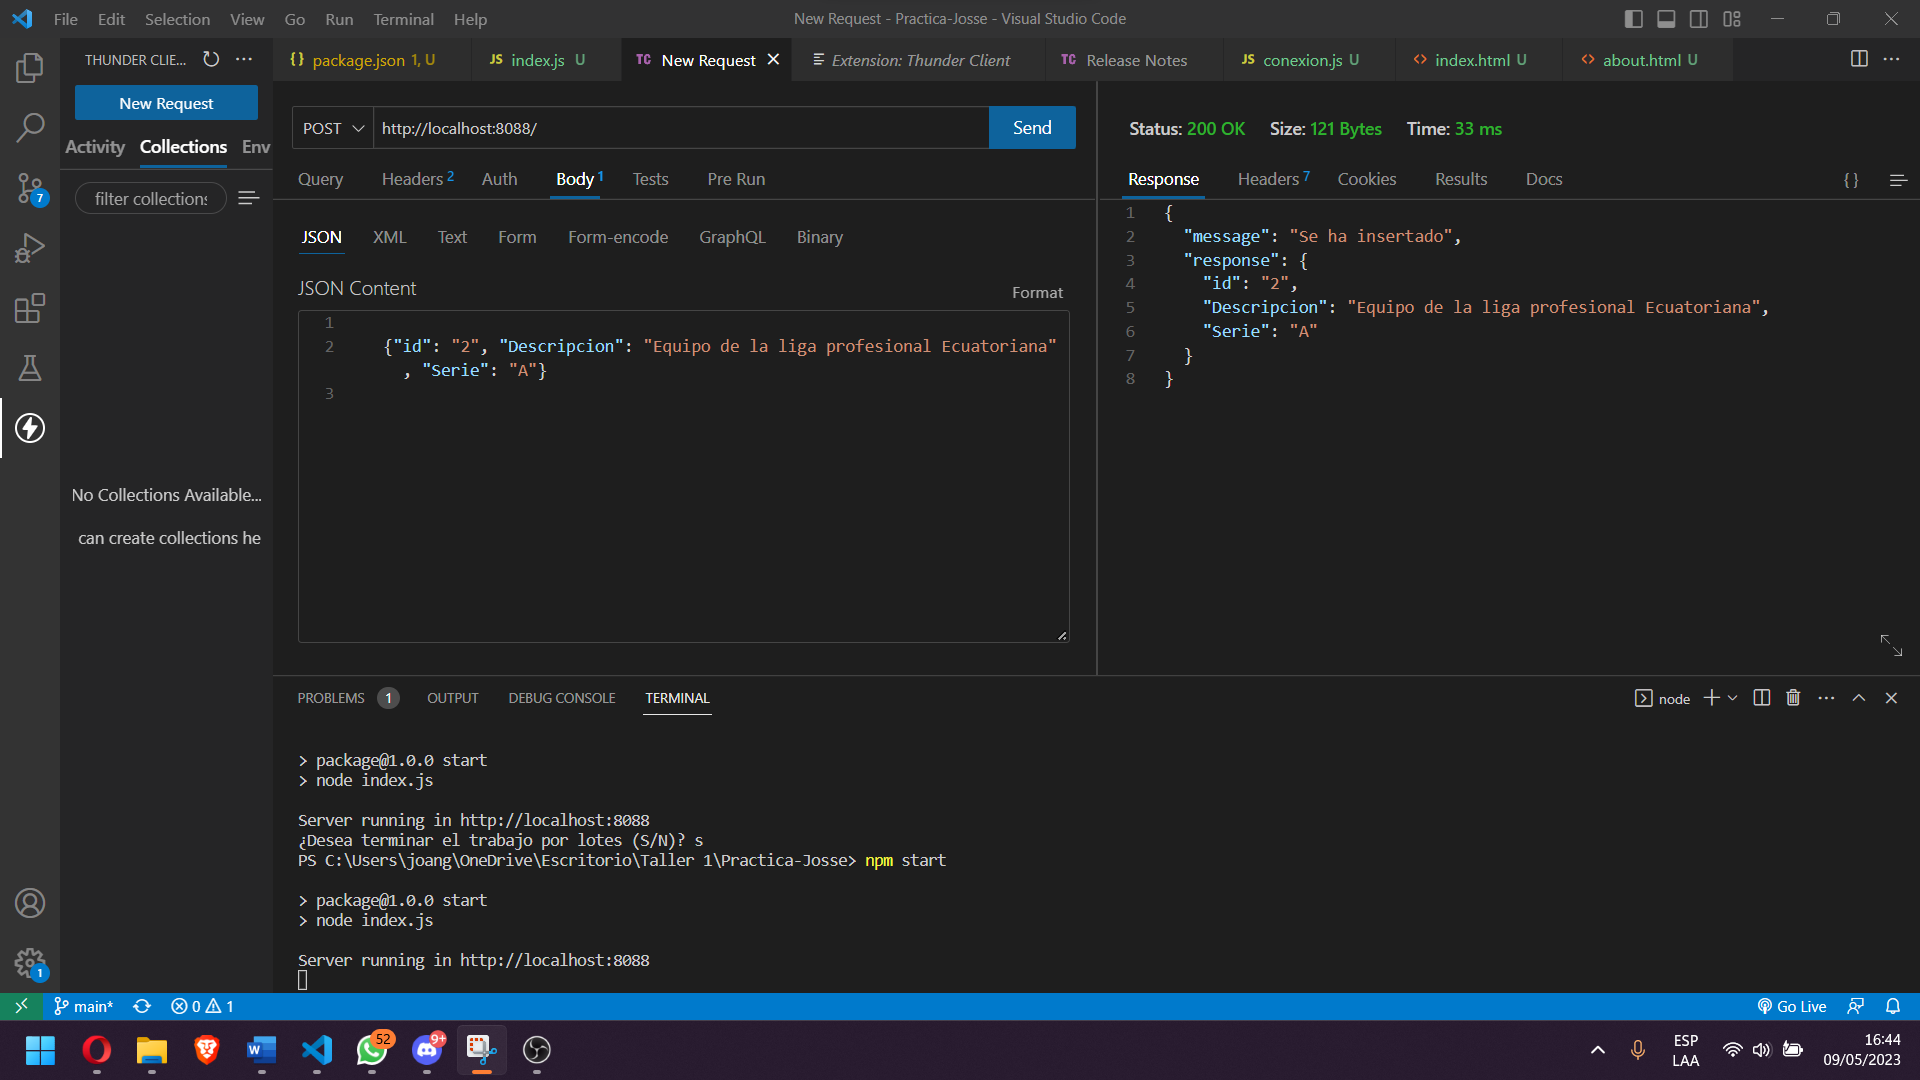 File Edit Selection View Go Run Terminal Help
New Request - Practica-Josse - Visual Studio Code
THUNDER CLIE...
{} package.json 1, U
JS index.js U
TC New Request
Extension: Thunder Client
TC Release Notes
JS conexion.js U
<> index.html U
<> about.html U
New Request
Activity Collections Env
filter collections
No Collections Available...
can create collections he
7
1
POST http://localhost:8088/ Send
Query Headers 2 Auth Body 1 Tests Pre Run
JSON XML Text Form Form-encode GraphQL Binary
JSON Content
Format
1
2 {"id": "2", "Descripcion": "Equipo de la liga profesional Ecuatoriana"
, "Serie": "A"}
3
Status: 200 OK Size: 121 Bytes Time: 33 ms
Response Headers 7 Cookies Results Docs {}
1 {
2 "message": "Se ha insertado",
3 "response": {
4 "id": "2",
5 "Descripcion": "Equipo de la liga profesional Ecuatoriana",
6 "Serie": "A"
7 }
8 }
PROBLEMS 1 OUTPUT DEBUG CONSOLE TERMINAL
node
> package@1.0.0 start
> node index.js
Server running in http://localhost:8088
¿Desea terminar el trabajo por lotes (S/N)? s
PS C:\Users\joang\OneDrive\Escritorio\Taller 1\Practica-Josse> npm start
> package@1.0.0 start
> node index.js
Server running in http://localhost:8088
main* 0 1
Go Live
52
9+
ESP
LAA
16:44
09/05/2023